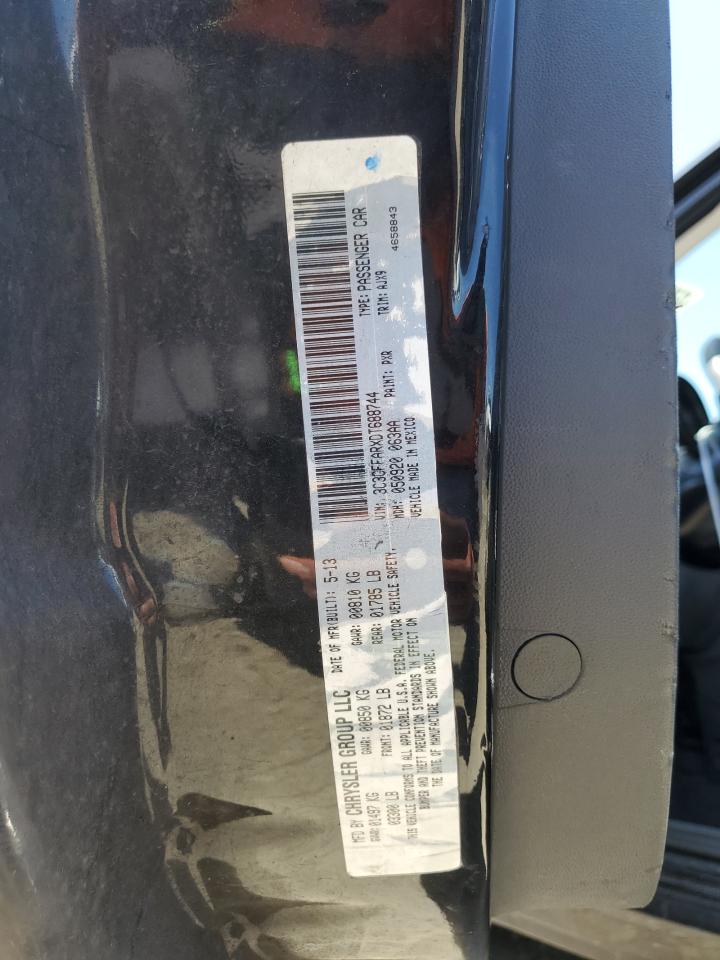 MFD BY CHRYSLER GROUP LLC DATE OF MFR(BUILT): 5-13
GVWR: 01497 KG GAWR: 00850 KG GAWR: 00810 KG
03300 LB FRONT: 01872 LB REAR: 01785 LB
THIS VEHICLE CONFORMS TO ALL APPLICABLE U.S.A. FEDERAL MOTOR VEHICLE SAFETY,
BUMPER AND THEFT PREVENTION STANDARDS IN EFFECT ON
THE DATE OF MANUFACTURE SHOWN ABOVE.
VIN: 3C3CFFARXDT688744 TYPE: PASSENGER CAR
MDH: 050920 063AA PAINT: PXR TRIM: AJX9
VEHICLE MADE IN MEXICO 4658843